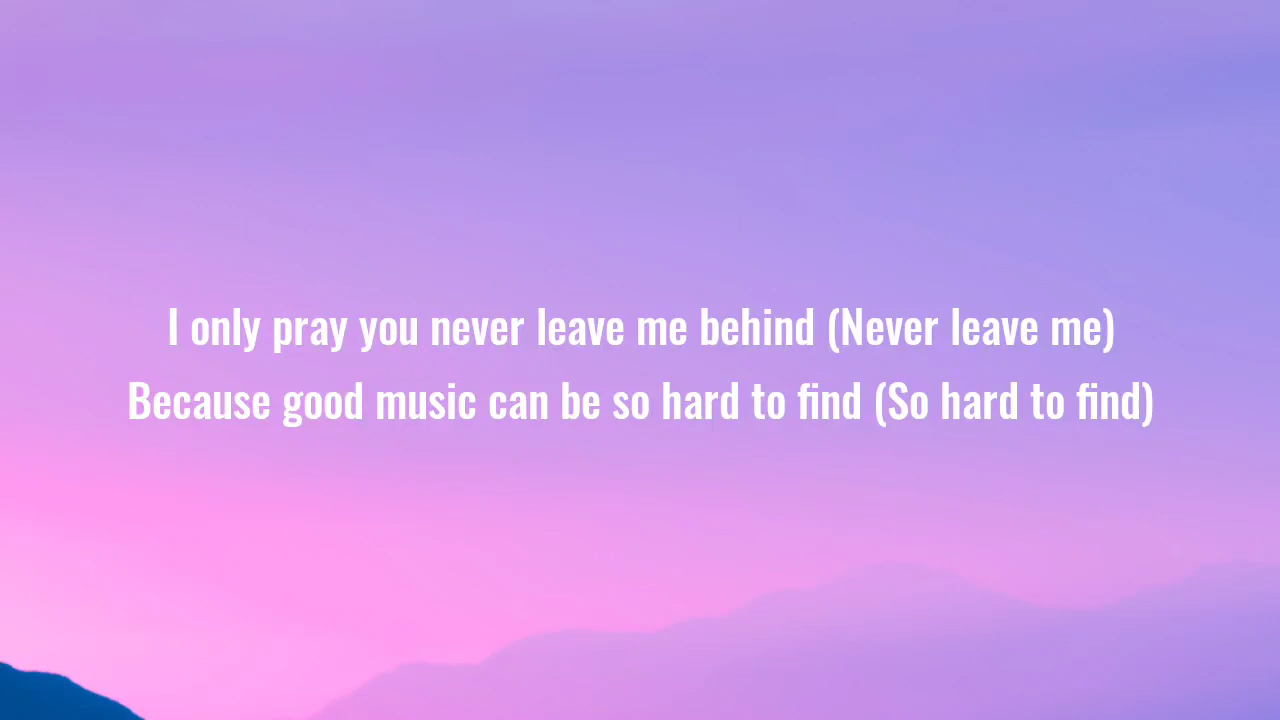 I only pray you never leave me behind (Never leave me)
Because good music can be so hard to find (So hard to find)